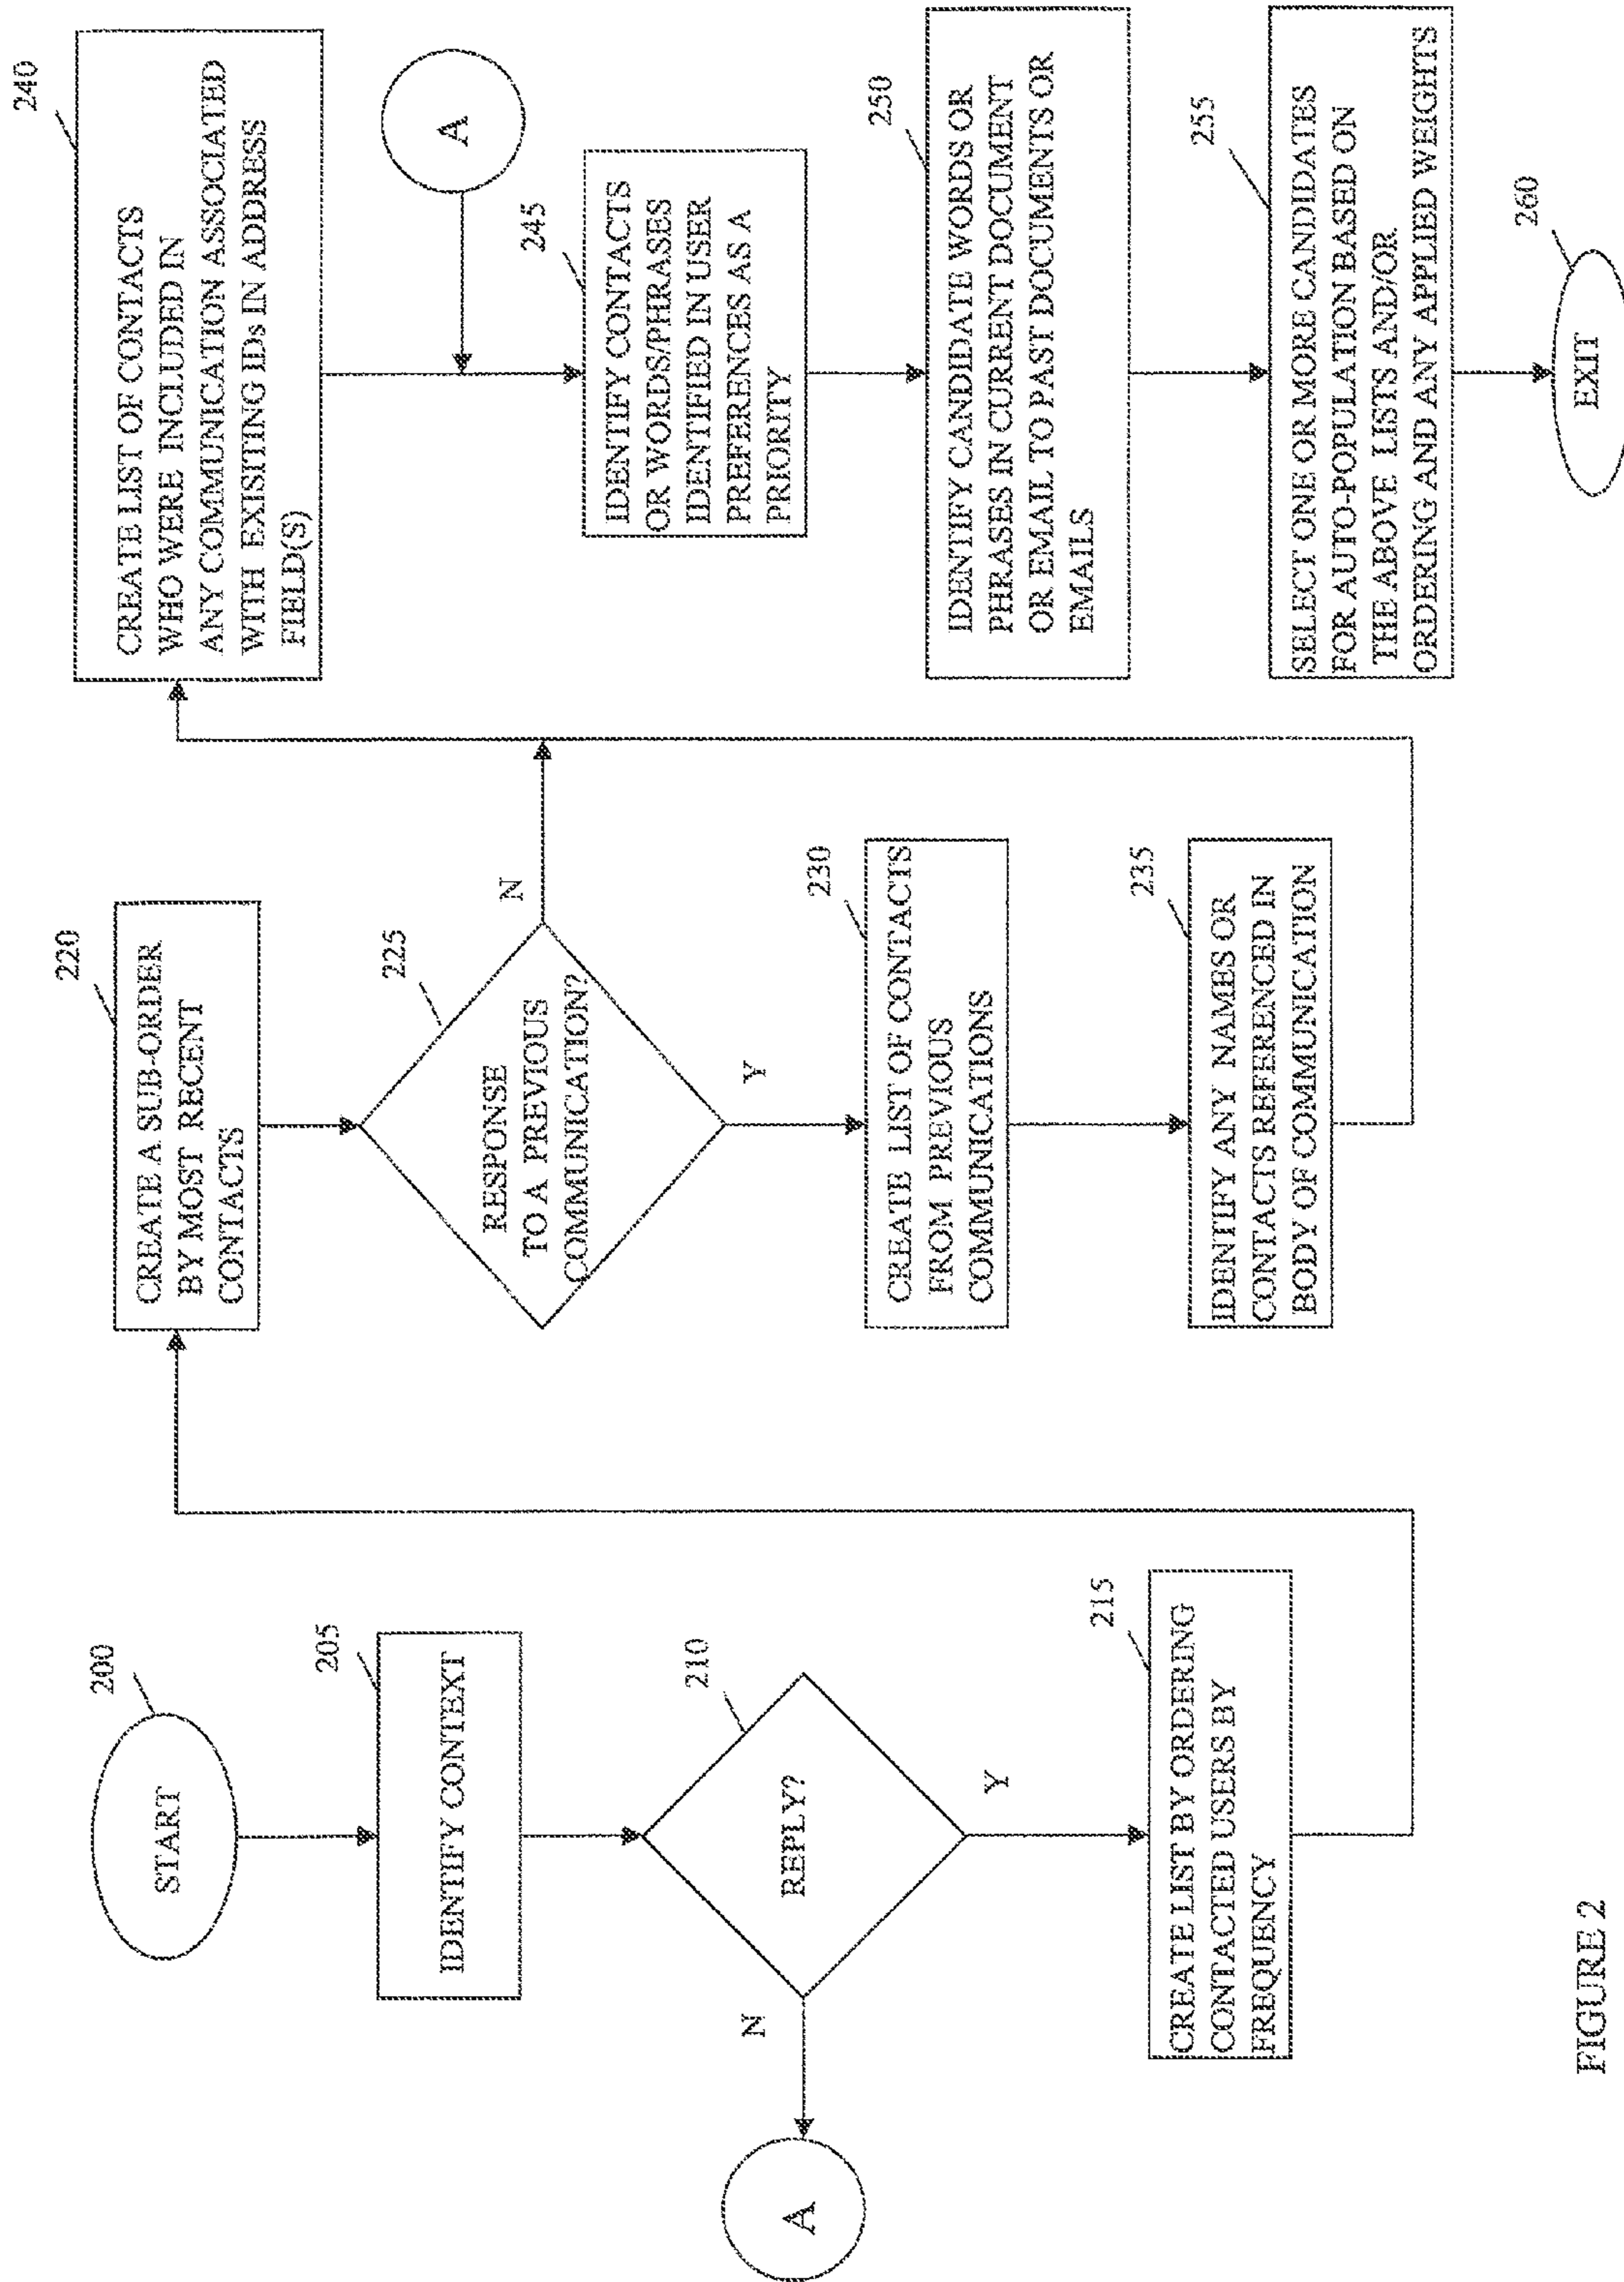 200
START
205
IDENTIFY CONTEXT
210
REPLY?
N
A
Y
215
CREATE LIST BY ORDERING
CONTACTED USERS BY
FREQUENCY
220
CREATE A SUB-ORDER
BY MOST RECENT
CONTACTS
225
RESPONSE
TO A PREVIOUS
COMMUNICATION?
N
Y
230
CREATE LIST OF CONTACTS
FROM PREVIOUS
COMMUNICATIONS
235
IDENTIFY ANY NAMES OR
CONTACTS REFERENCED IN
BODY OF COMMUNICATION
240
CREATE LIST OF CONTACTS
WHO WERE INCLUDED IN
ANY COMMUNICATION ASSOCIATED
WITH EXISITING IDs IN ADDRESS
FIELD(S)
A
245
IDENTIFY CONTACTS
OR WORDS/PHRASES
IDENTIFIED IN USER
PREFERENCES AS A
PRIORITY
250
IDENTIFY CANDIDATE WORDS OR
PHRASES IN CURRENT DOCUMENT
OR EMAIL TO PAST DOCUMENTS OR
EMAILS
255
SELECT ONE OR MORE CANDIDATES
FOR AUTO-POPULATION BASED ON
THE ABOVE LISTS AND/OR
ORDERING AND ANY APPLIED WEIGHTS
260
EXIT
FIGURE 2